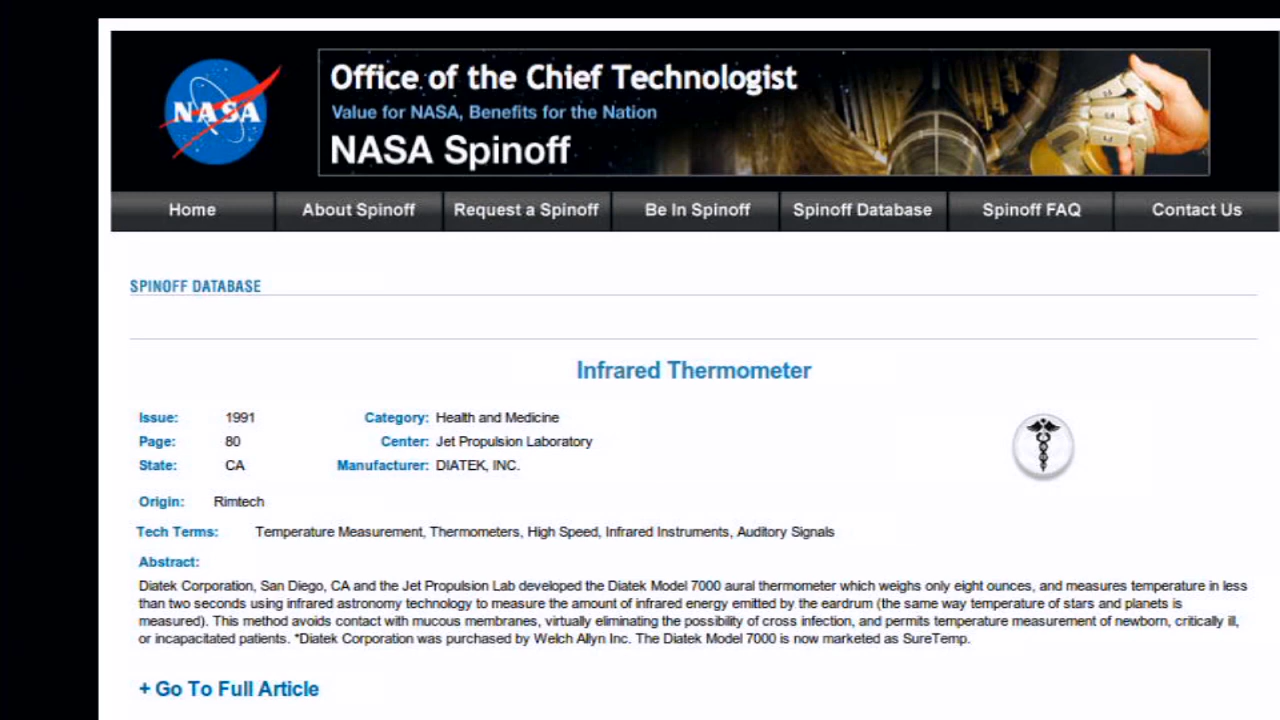 NASA
Office of the Chief Technologist
Value for NASA, Benefits for the Nation
NASA Spinoff
Home About Spinoff Request a Spinoff Be In Spinoff Spinoff Database Spinoff FAQ Contact Us
SPINOFF DATABASE
Infrared Thermometer
Issue: 1991 Category: Health and Medicine
Page: 80 Center: Jet Propulsion Laboratory
State: CA Manufacturer: DIATEK, INC.
Origin: Rimtech
Tech Terms: Temperature Measurement, Thermometers, High Speed, Infrared Instruments, Auditory Signals
Abstract:
Diatek Corporation, San Diego, CA and the Jet Propulsion Lab developed the Diatek Model 7000 aural thermometer which weighs only eight ounces, and measures temperature in less
than two seconds using infrared astronomy technology to measure the amount of infrared energy emitted by the eardrum (the same way temperature of stars and planets is
measured). This method avoids contact with mucous membranes, virtually eliminating the possibility of cross infection, and permits temperature measurement of newborn, critically ill,
or incapacitated patients. *Diatek Corporation was purchased by Welch Allyn Inc. The Diatek Model 7000 is now marketed as SureTemp.
+ Go To Full Article